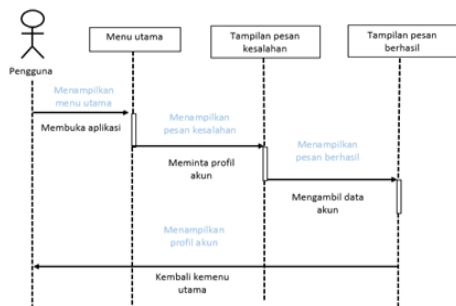 Pengguna
Menu utama
Tampilan pesan
kesalahan
Tampilan pesan
berhasil
Menampilkan
menu utama
Membuka aplikasi
Menampilkan
pesan kesalahan
Meminta profil
akun
Menampilkan
pesan berhasil
Mengambil data
akun
Menampilkan
profil akun
Kembali kemenu
utama